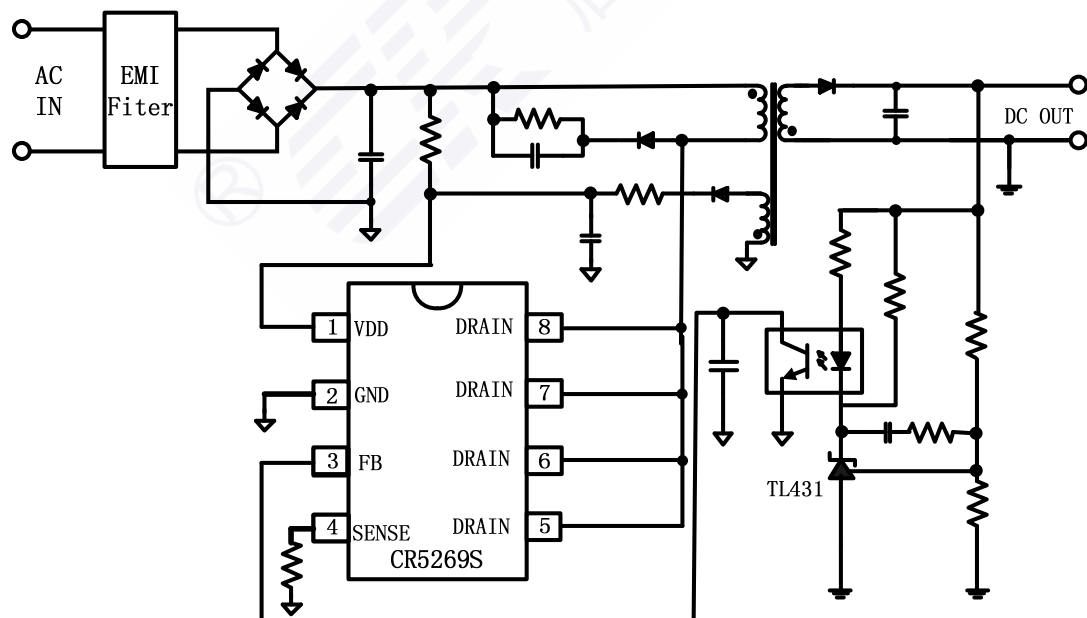 AC
IN
EMI
Fiter
DC OUT
1 VDD DRAIN 8
2 GND DRAIN 7
3 FB DRAIN 6
4 SENSE DRAIN 5
CR5269S
TL431